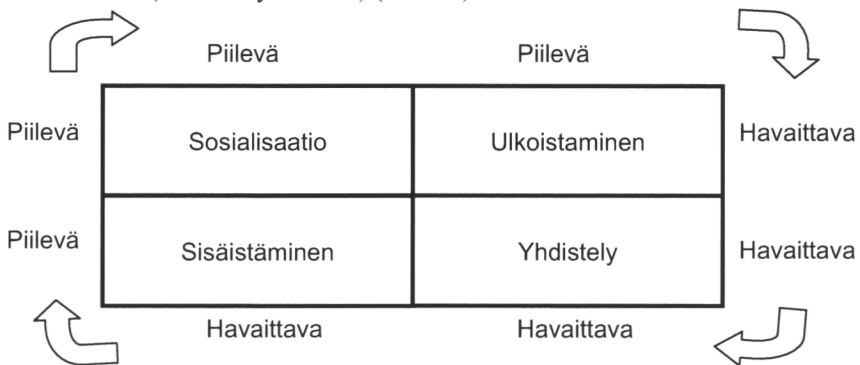 Piilevä Piilevä
Piilevä Sosialisaatio Ulkoistaminen Havaittava
Piilevä Sisäistäminen Yhdistely Havaittava
Havaittava Havaittava